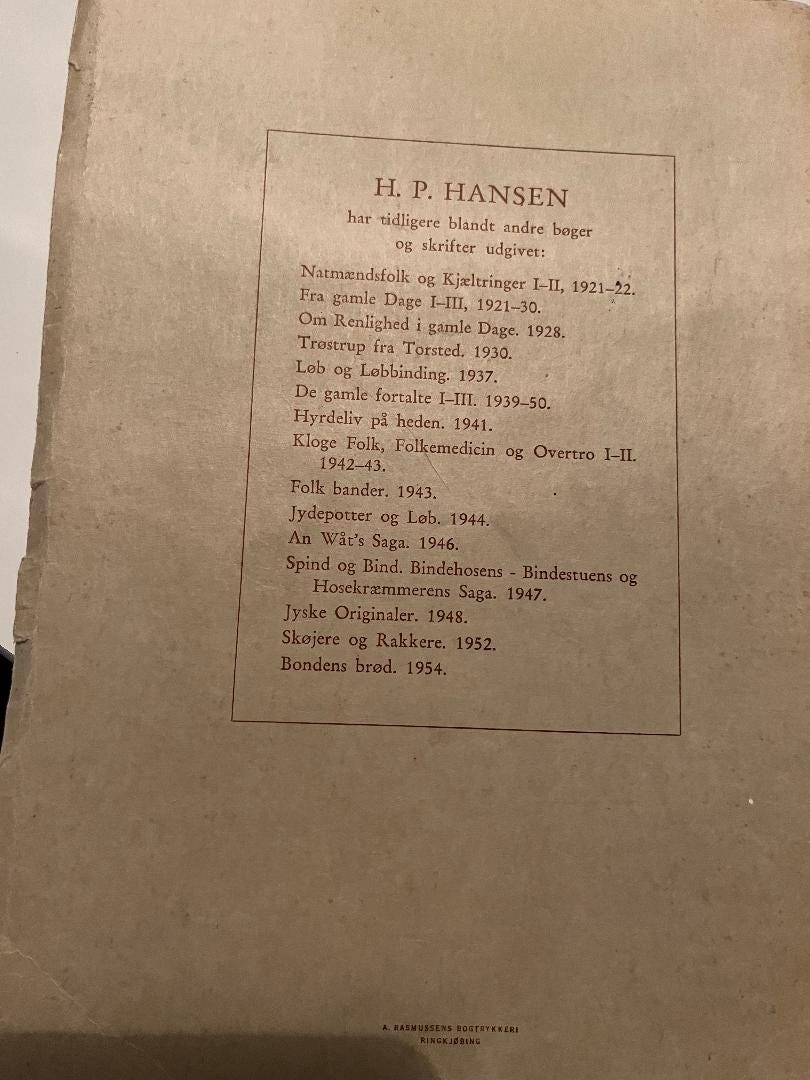 H. P. HANSEN
har tidligere blandt andre bøger
og skrifter udgivet:
Natmændsfolk og Kjæltringer I–II, 1921–22.
Fra gamle Dage I–III, 1921–30.
Om Renlighed i gamle Dage. 1928.
Trøstrup fra Torsted. 1930.
Løb og Løbbinding. 1937.
De gamle fortalte I–III. 1939–50.
Hyrdeliv på heden. 1941.
Kloge Folk, Folkemedicin og Overtro I–II.
1942–43.
Folk bander. 1943.
Jydepotter og Løb. 1944.
An Wåt's Saga. 1946.
Spind og Bind. Bindehosens - Bindestuens og
Hosekræmmerens Saga. 1947.
Jyske Originaler. 1948.
Skøjere og Rakkere. 1952.
Bondens brød. 1954.
A. RASMUSSENS BOGTRYKKERI
RINGKJØBING